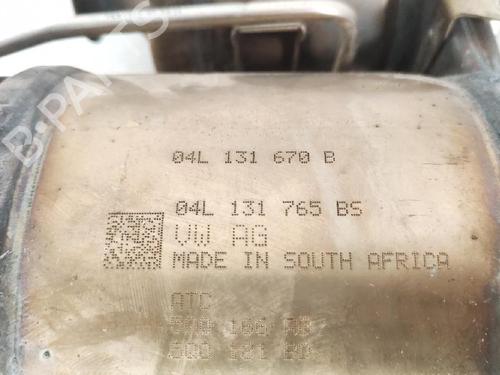 04L 131 670 B
04L 131 765 BS
VW AG
MADE IN SOUTH AFRICA
ATC
B-PARTS